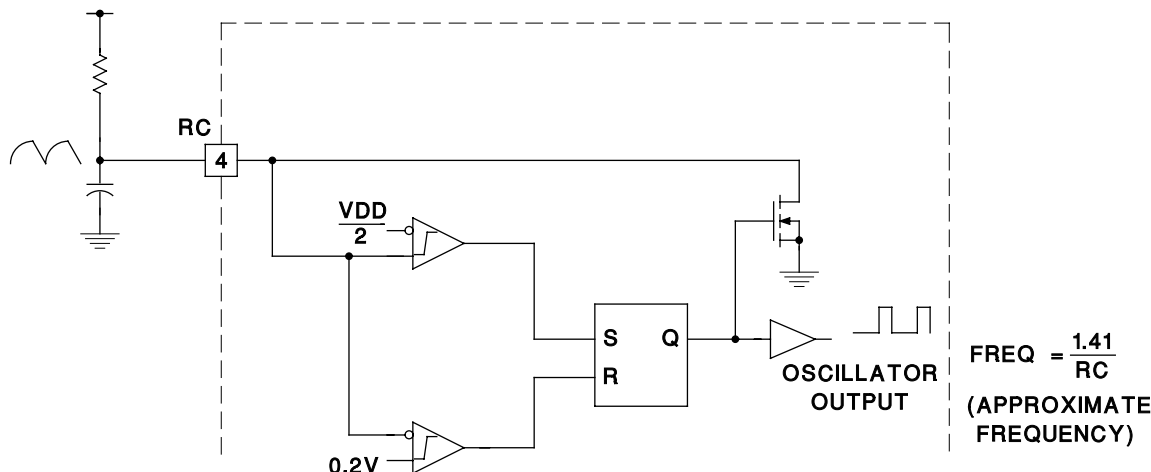 RC
4
VDD
2
S
Q
R
OSCILLATOR
OUTPUT
0.2V
FREQ = 1.41
RC
(APPROXIMATE
FREQUENCY)